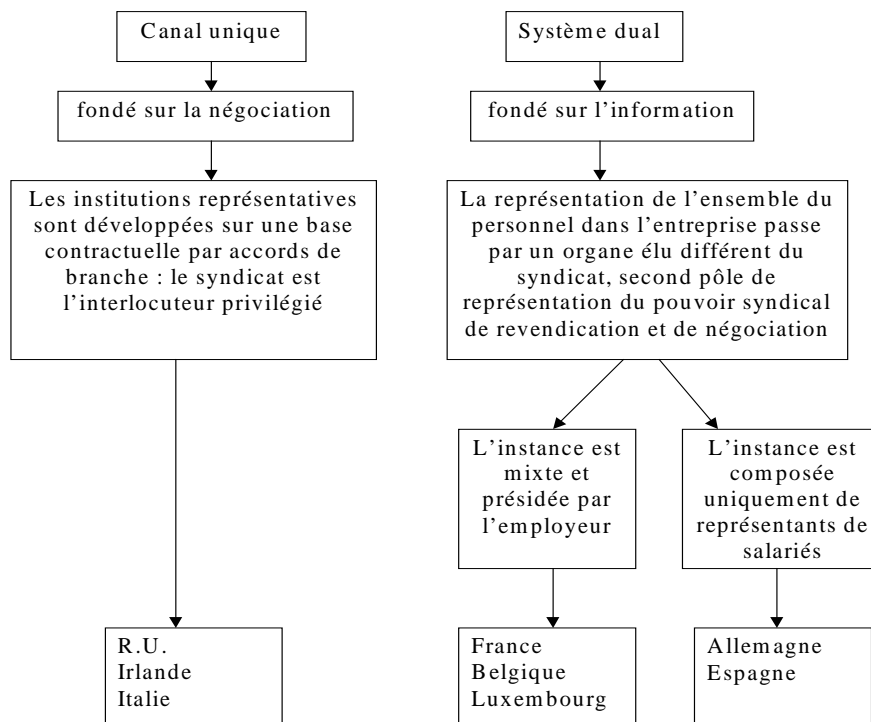 Canal unique
fondé sur la négociation
Les institutions représentatives
sont développées sur une base
contractuelle par accords de
branche : le syndicat est
l’interlocuteur privilégié
R.U.
Irlande
Italie
Système dual
fondé sur l’information
La représentation de l’ensemble du
personnel dans l’entreprise passe
par un organe élu différent du
syndicat, second pôle de
représentation du pouvoir syndical
de revendication et de négociation
L’instance est
mixte et
présidée par
l’employeur
France
Belgique
Luxembourg
L’instance est
composée
uniquement de
représentants de
salariés
Allemagne
Espagne